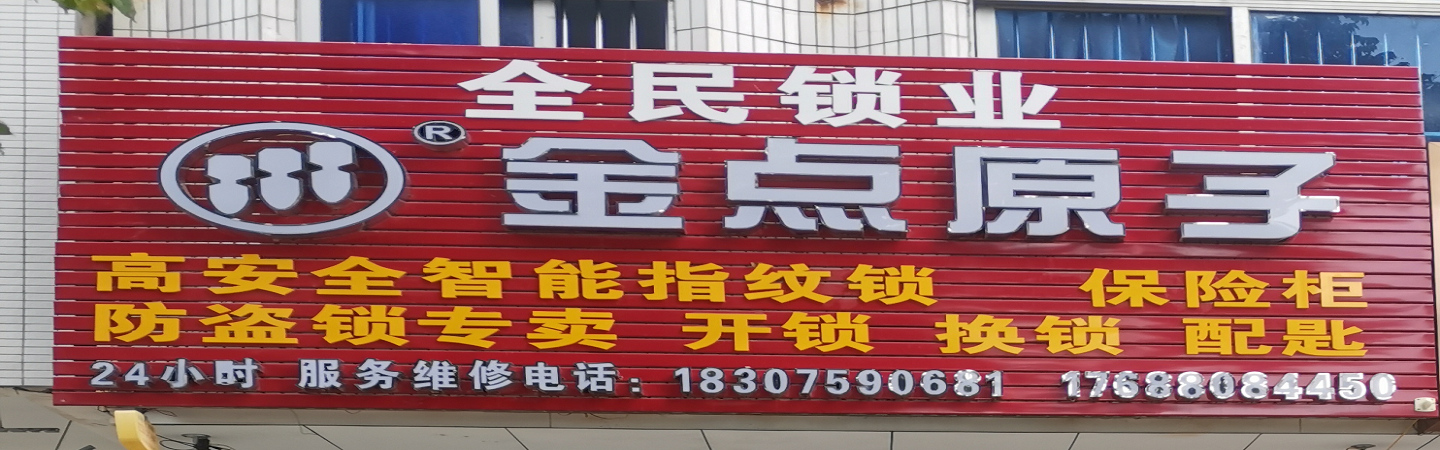 全民锁业
® 金点原子
高安全智能指纹锁 保险柜
防盗锁专卖 开锁 换锁 配匙
24小时 服务维修电话：18307590681 17688084450